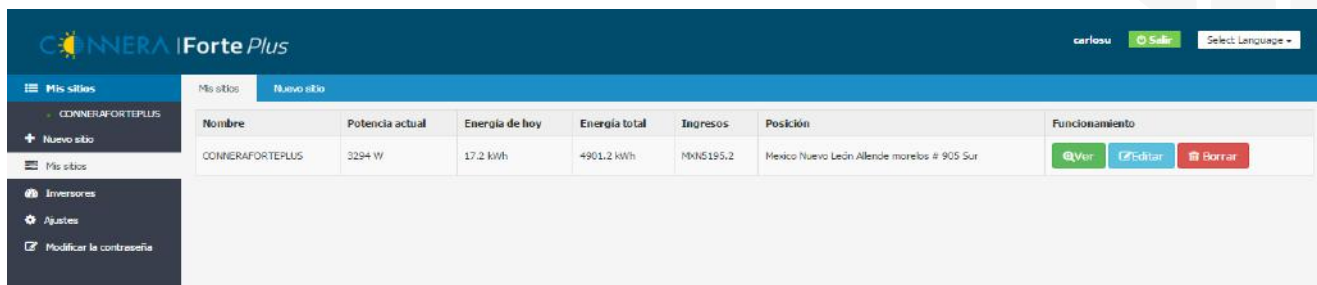 CONNERA | Forte Plus
carlosu Salir Select Language
Mis sitios
CONNERAFORTEPLUS
Nuevo sitio
Mis sitios
Inversores
Ajustes
Modificar la contraseña
Mis sitios Nuevo sitio
Nombre Potencia actual Energía de hoy Energía total Ingresos Posición Funcionamiento
CONNERAFORTEPLUS 3294 W 17.2 kWh 4901.2 kWh MXN5195.2 Mexico Nuevo León Allende morelos # 905 Sur Ver Editar Borrar